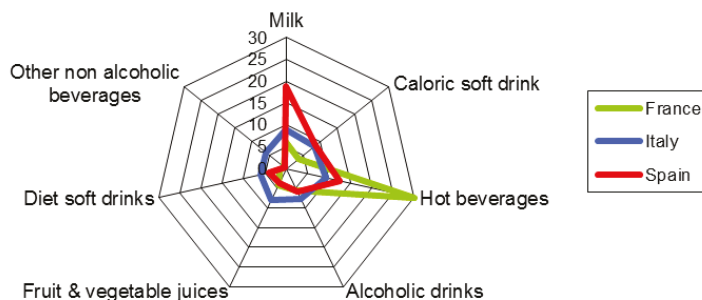 Milk
30
25
20
15
10
5
0
Caloric soft drink
Hot beverages
Alcoholic drinks
Fruit & vegetable juices
Diet soft drinks
Other non alcoholic
beverages
France
Italy
Spain